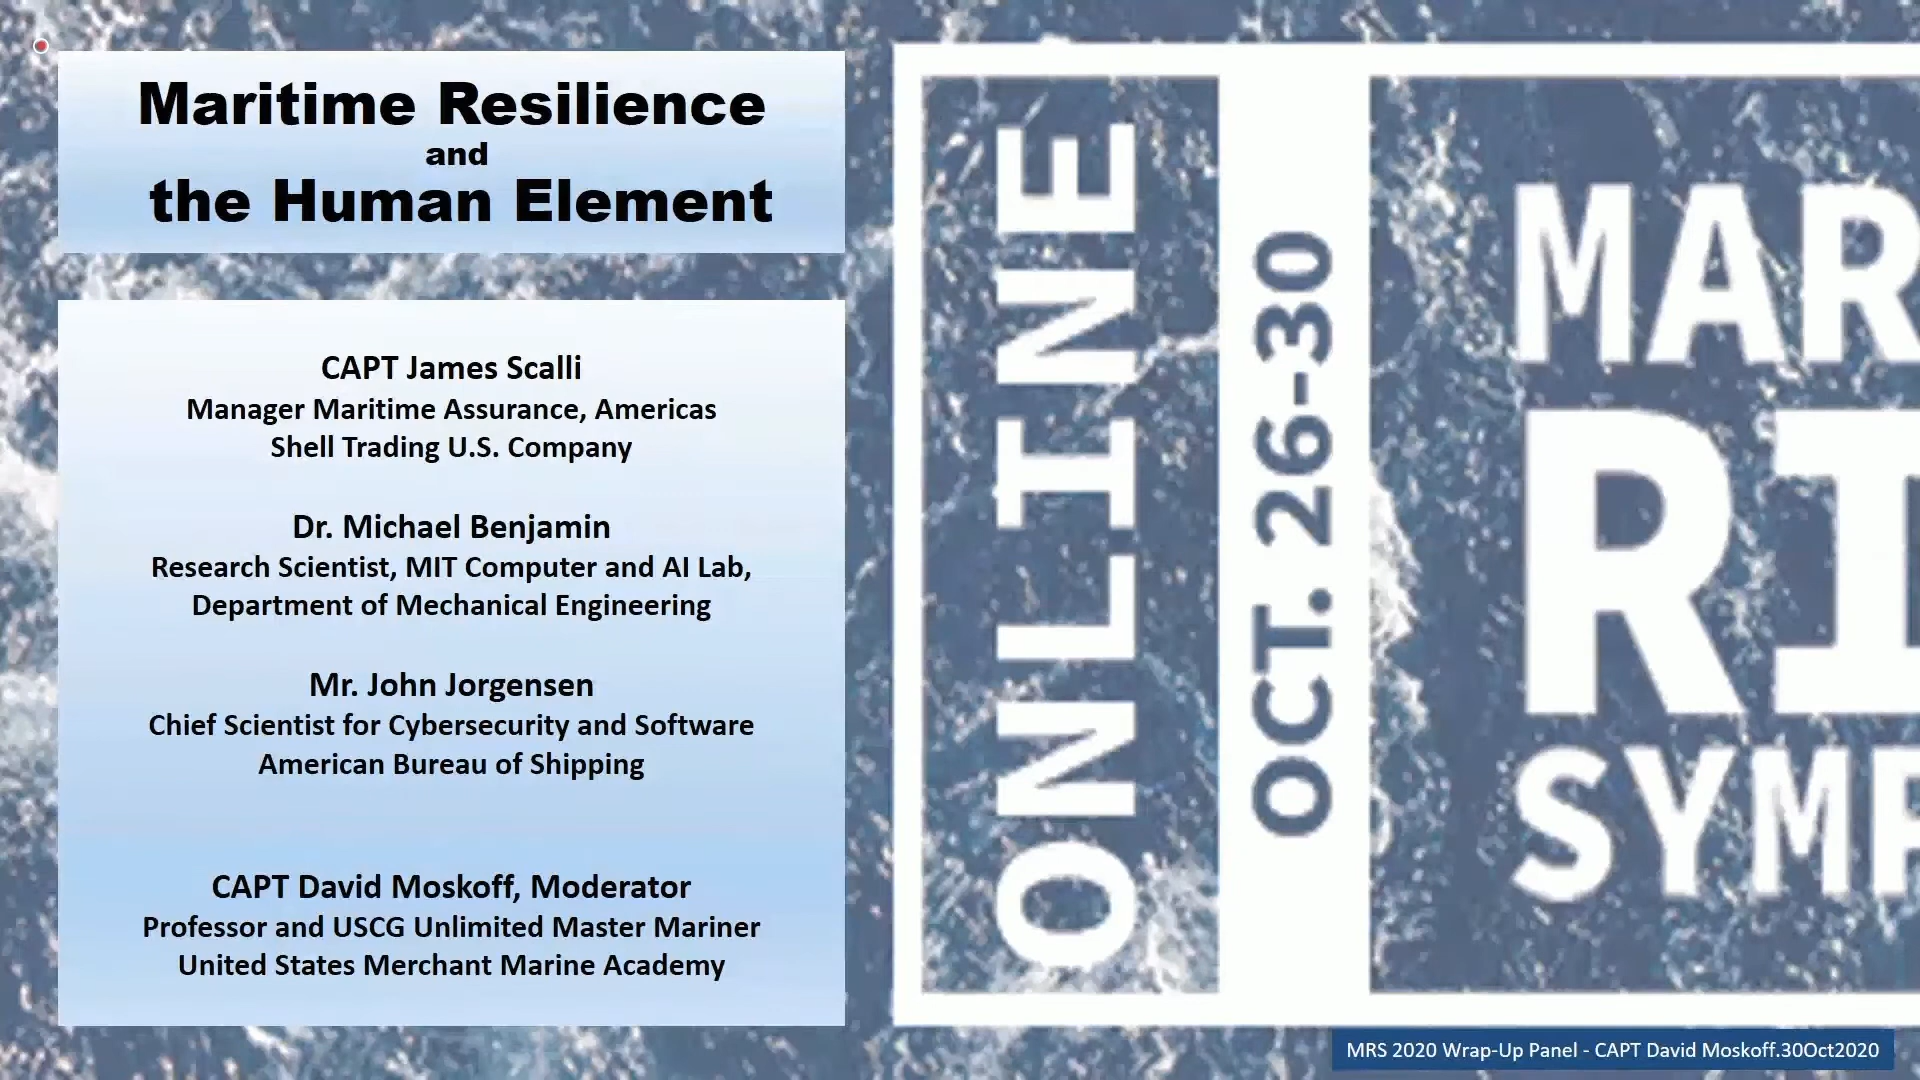 Maritime Resilience
and
the Human Element
CAPT James Scalli
Manager Maritime Assurance, Americas
Shell Trading U.S. Company
Dr. Michael Benjamin
Research Scientist, MIT Computer and AI Lab,
Department of Mechanical Engineering
Mr. John Jorgensen
Chief Scientist for Cybersecurity and Software
American Bureau of Shipping
CAPT David Moskoff, Moderator
Professor and USCG Unlimited Master Mariner
United States Merchant Marine Academy
ONLINE
OCT. 26-30
MAR
RI
SYMP
MRS 2020 Wrap-Up Panel - CAPT David Moskoff.30Oct2020